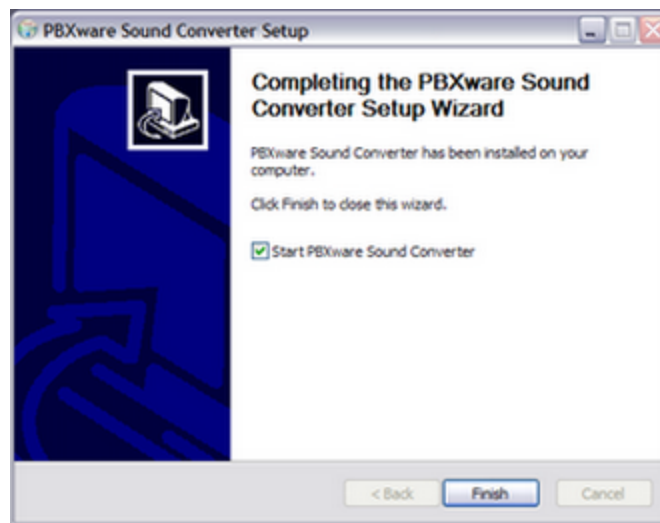 PBXware Sound Converter Setup
Completing the PBXware Sound
Converter Setup Wizard
PBXware Sound Converter has been installed on your
computer.
Click Finish to close this wizard.
Start PBXware Sound Converter
< Back Finish Cancel